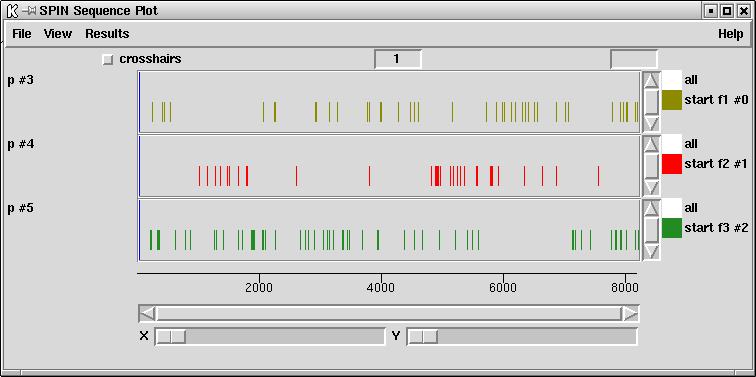 K SPIN Sequence Plot
File View Results Help
crosshairs 1
p #3 all
start f1 #0
p #4 all
start f2 #1
p #5 all
start f3 #2
2000 4000 6000 8000
X Y